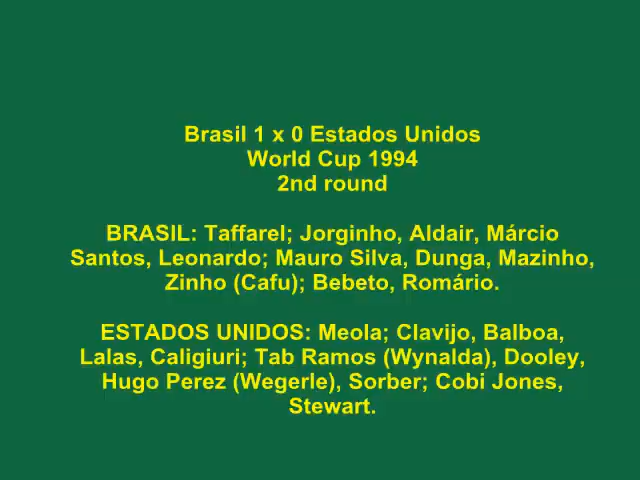 Brasil 1 x 0 Estados Unidos
World Cup 1994
2nd round
BRASIL: Taffarel; Jorginho, Aldair, Márcio
Santos, Leonardo; Mauro Silva, Dunga, Mazinho,
Zinho (Cafu); Bebeto, Romário.
ESTADOS UNIDOS: Meola; Clavijo, Balboa,
Lalas, Caligiuri; Tab Ramos (Wynalda), Dooley,
Hugo Perez (Wegerle), Sorber; Cobi Jones,
Stewart.